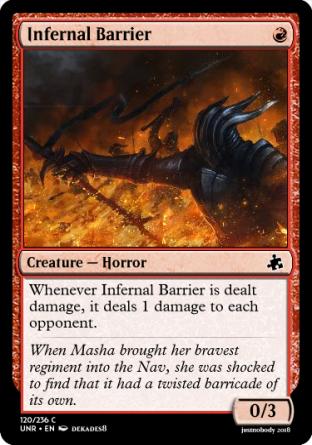 Infernal Barrier
Creature — Horror
Whenever Infernal Barrier is dealt
damage, it deals 1 damage to each
opponent.
When Masha brought her bravest
regiment into the Nav, she was shocked
to find that it had a twisted barricade of
its own.
0/3
120/236 C
UNR • EN DEKADES8
justnobody 2018